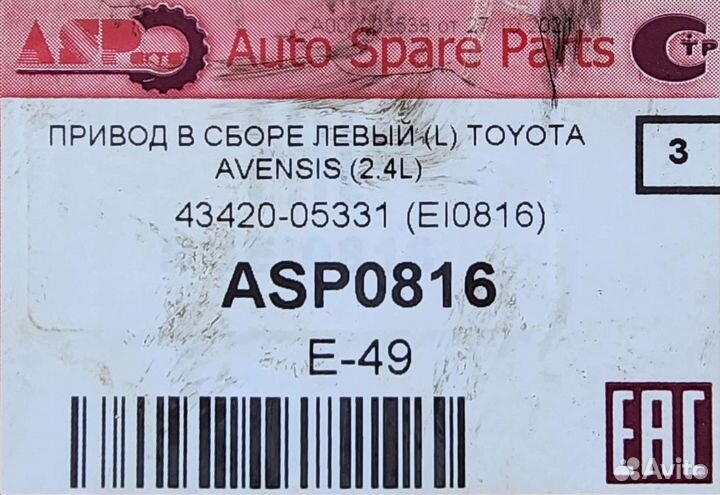 ASP
Auto Spare Parts
СТР
ПРИВОД В СБОРЕ ЛЕВЫЙ (L) TOYOTA
AVENSIS (2.4L)
3
43420-05331 (EI0816)
ASP0816
E-49
EAC
Avito